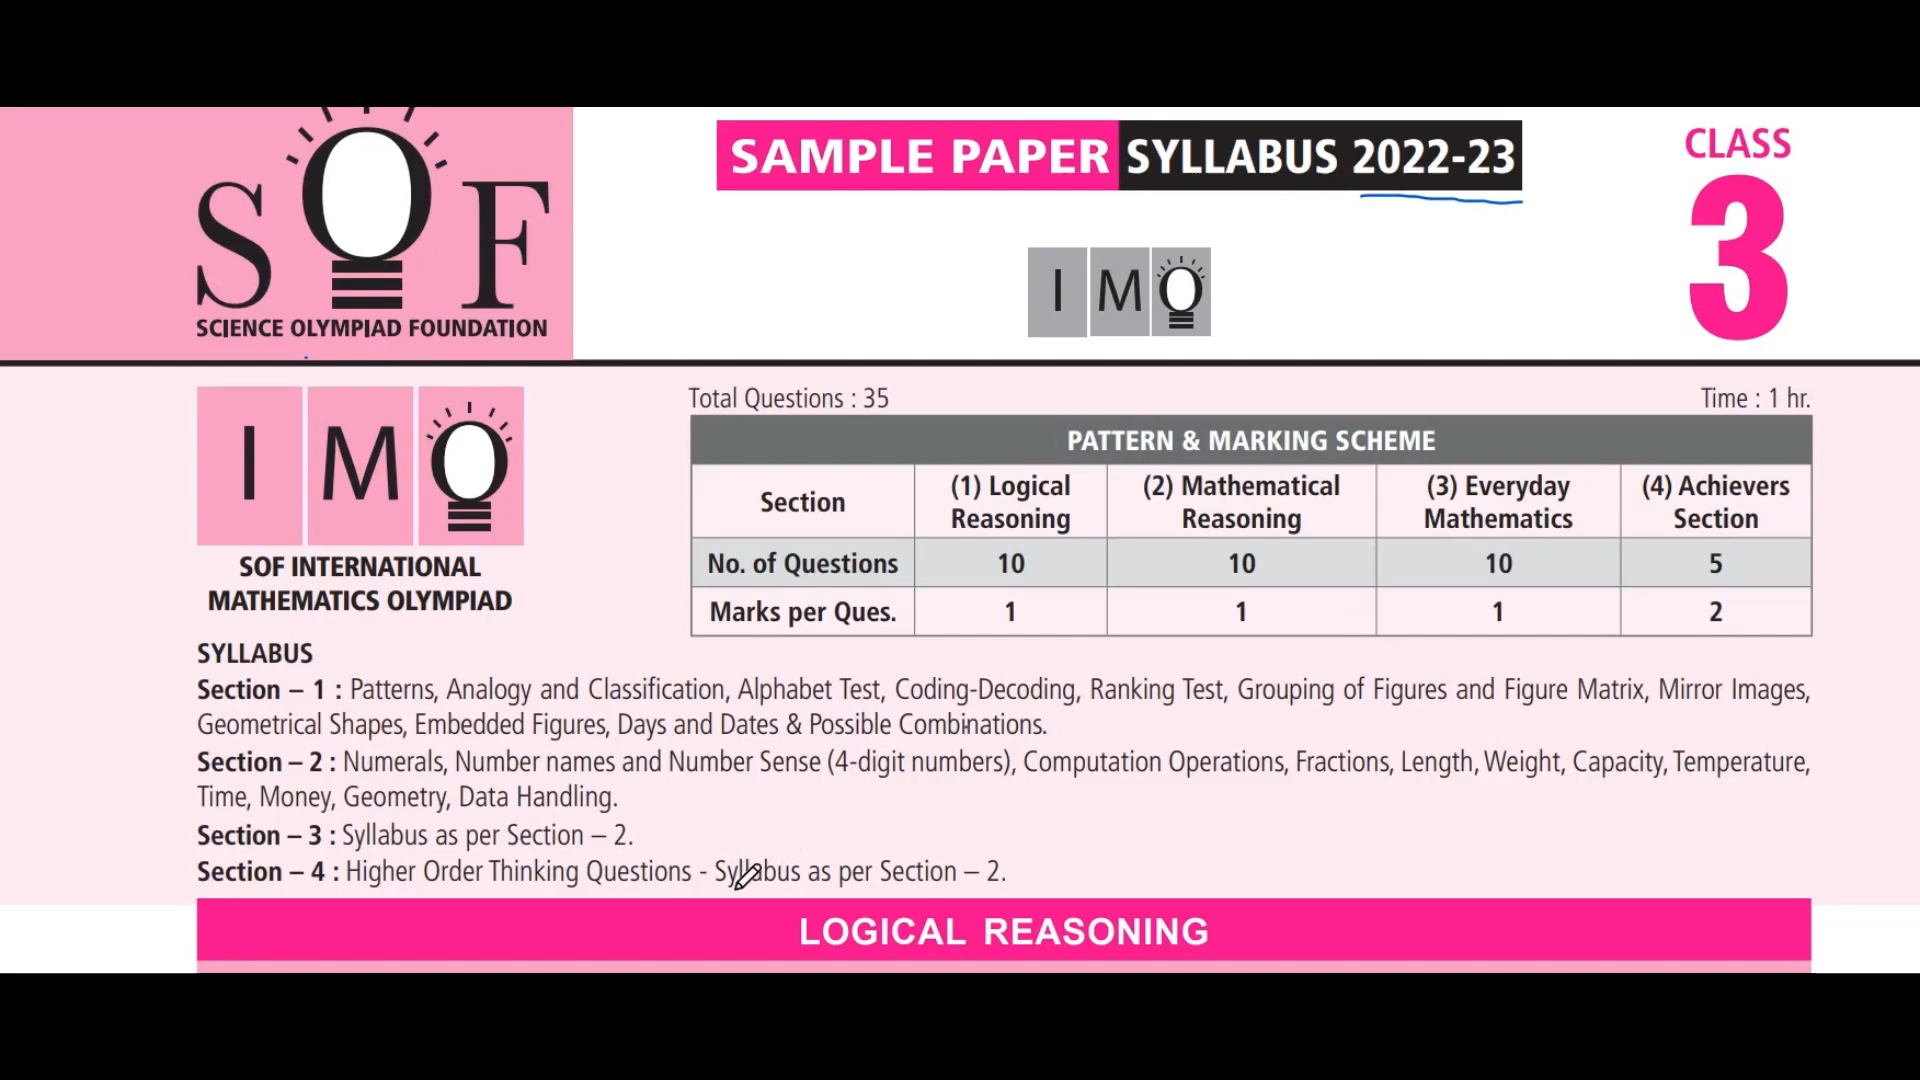 SOF
SCIENCE OLYMPIAD FOUNDATION
SAMPLE PAPER SYLLABUS 2022-23
IMO
CLASS
3
IMO
SOF INTERNATIONAL
MATHEMATICS OLYMPIAD
Total Questions : 35 Time : 1 hr.
PATTERN & MARKING SCHEME
Section (1) Logical Reasoning (2) Mathematical Reasoning (3) Everyday Mathematics (4) Achievers Section
No. of Questions 10 10 10 5
Marks per Ques. 1 1 1 2
SYLLABUS
Section – 1 : Patterns, Analogy and Classification, Alphabet Test, Coding-Decoding, Ranking Test, Grouping of Figures and Figure Matrix, Mirror Images,
Geometrical Shapes, Embedded Figures, Days and Dates & Possible Combinations.
Section – 2 : Numerals, Number names and Number Sense (4-digit numbers), Computation Operations, Fractions, Length, Weight, Capacity, Temperature,
Time, Money, Geometry, Data Handling.
Section – 3 : Syllabus as per Section – 2.
Section – 4 : Higher Order Thinking Questions - Syllabus as per Section – 2.
LOGICAL REASONING